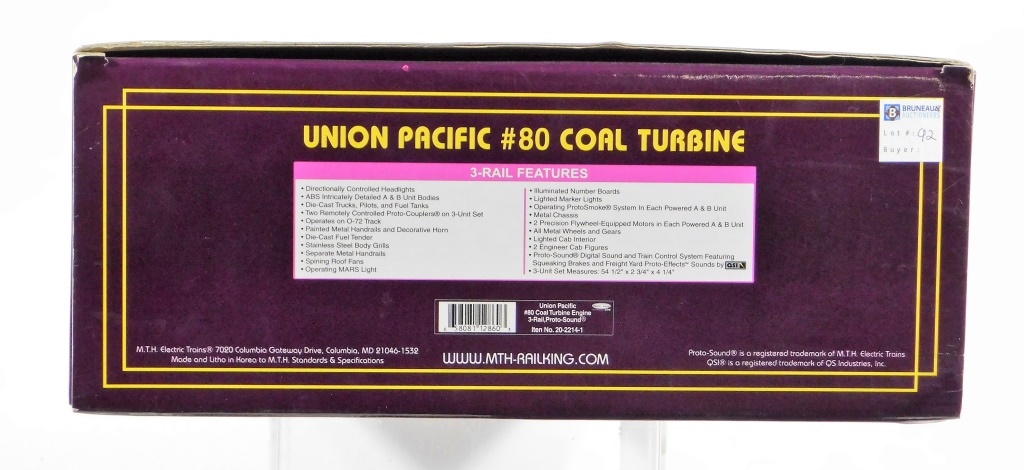 BRUNEAU&
AUCTIONEERS
Lot #: 92
Buyer:
UNION PACIFIC #80 COAL TURBINE
3-RAIL FEATURES
• Directionally Controlled Headlights
• ABS Intricately Detailed A & B Unit Bodies
• Die-Cast Trucks, Pilots, and Fuel Tanks
• Two Remotely Controlled Proto-Couplers® on 3-Unit Set
• Operates on O-72 Track
• Painted Metal Handrails and Decorative Horn
• Die-Cast Fuel Tender
• Stainless Steel Body Grills
• Separate Metal Handrails
• Spining Roof Fans
• Operating MARS Light
• Illuminated Number Boards
• Lighted Marker Lights
• Operating ProtoSmoke® System In Each Powered A & B Unit
• Metal Chassis
• 2 Precision Flywheel-Equipped Motors in Each Powered A & B Unit
• All Metal Wheels and Gears
• Lighted Cab Interior
• 2 Engineer Cab Figures
• Proto-Sound® Digital Sound and Train Control System Featuring
Squeaking Brakes and Freight Yard Proto-Effects™ Sounds by QSI
• 3-Unit Set Measures: 54 1/2" x 2 3/4" x 4 1/4"
Union Pacific
#80 Coal Turbine Engine
3-Rail,Proto-Sound®
Item No. 20-2214-1
58081 12860
M.T.H. Electric Trains® 7020 Columbia Gateway Drive, Columbia, MD 21046-1532
Made and Litho in Korea to M.T.H. Standards & Specifications
WWW.MTH-RAILKING.COM
Proto-Sound® is a registered trademark of M.T.H. Electric Trains
QSI® is a registered trademark of QS Industries, Inc.